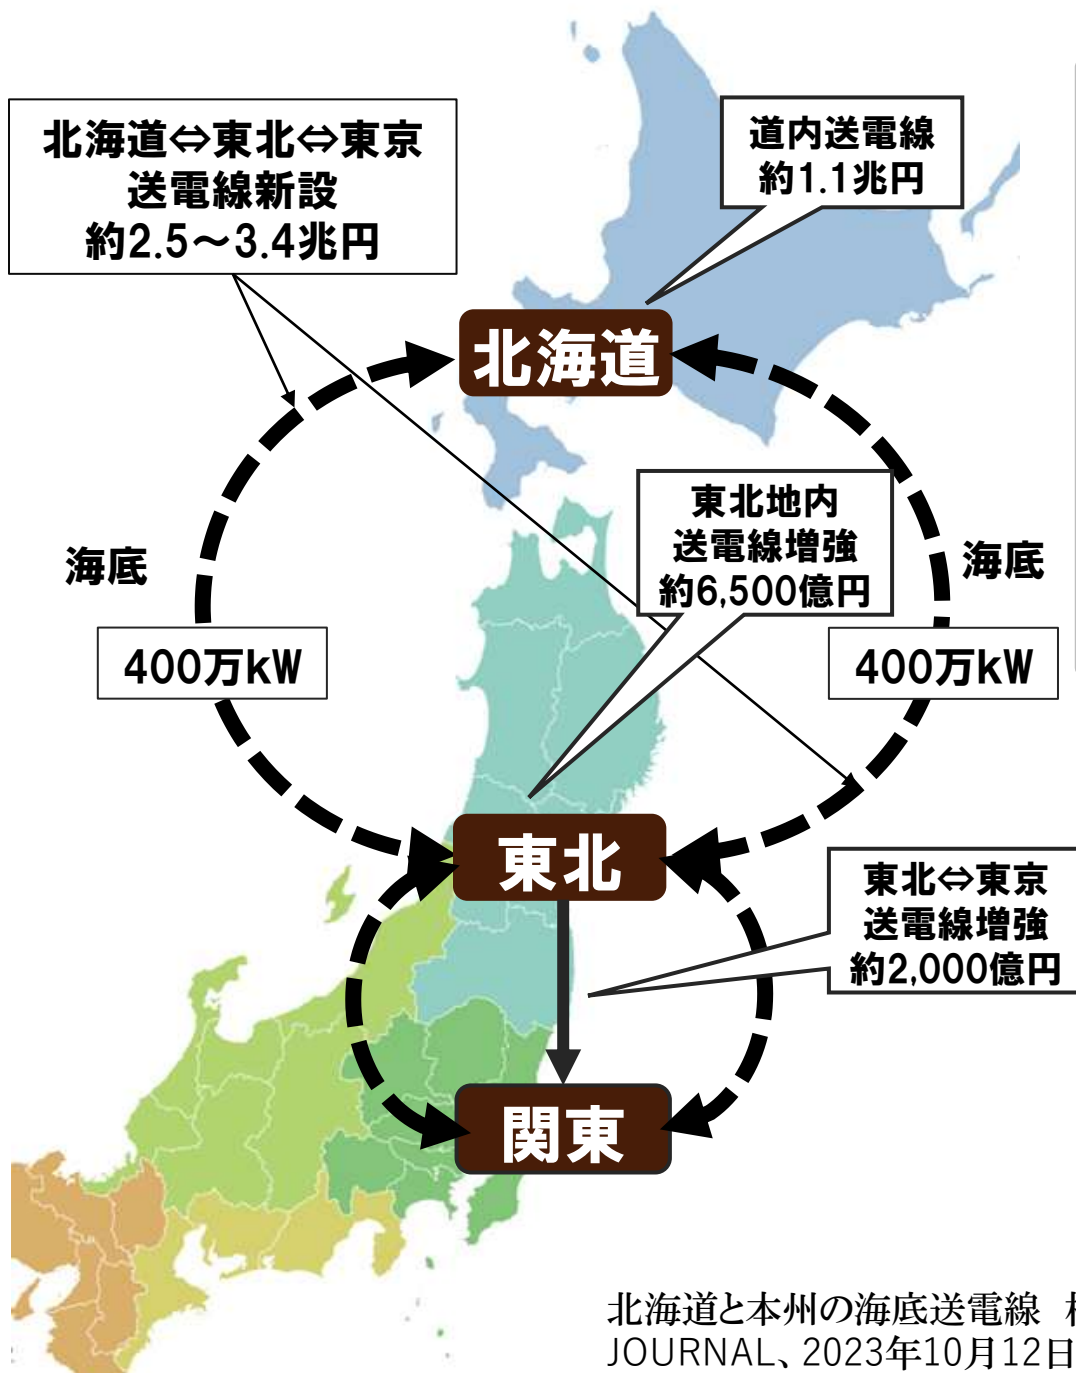 北海道⇔東北⇔東京
送電線新設
約2.5～3.4兆円
道内送電線
約1.1兆円
北海道
東北地内
送電線増強
約6,500億円
海底
海底
400万kW
400万kW
東北
東北⇔東京
送電線増強
約2,000億円
関東
北海道と本州の海底送電線
JOURNAL、2023年10月12日